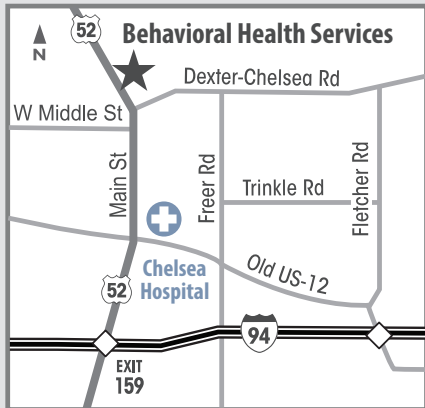 52
Behavioral Health Services
N
Dexter-Chelsea Rd
W Middle St
Main St
Freer Rd
Fletcher Rd
Trinkle Rd
Chelsea
Hospital
Old US-12
52
94
EXIT
159